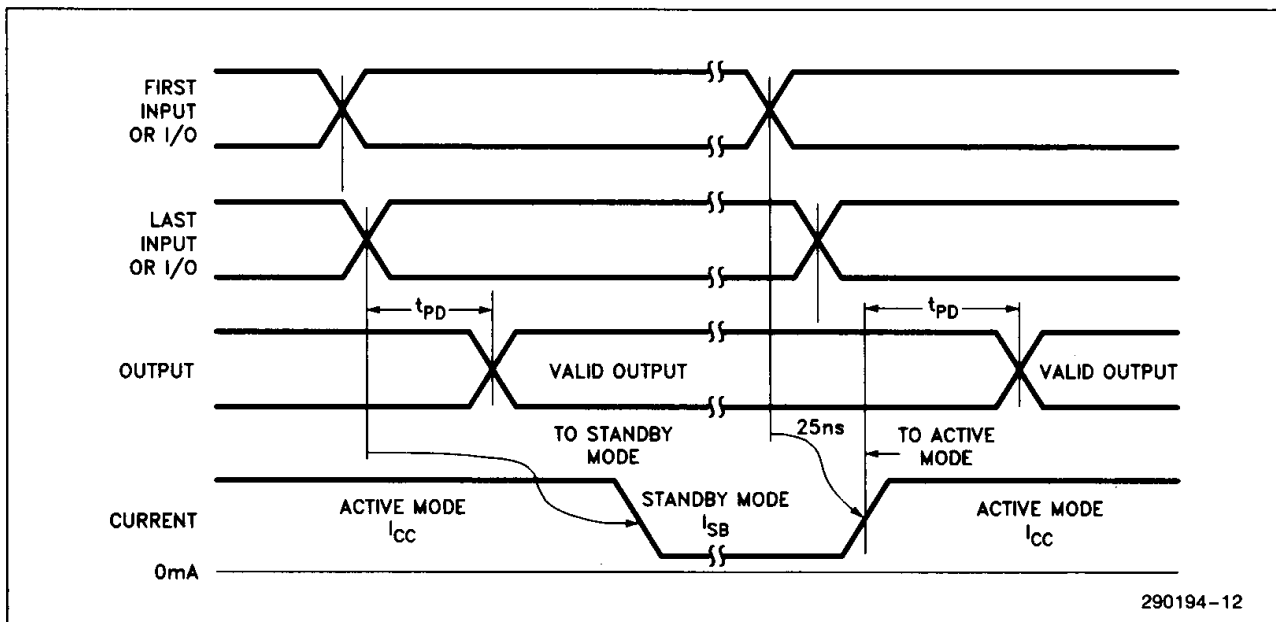 FIRST
INPUT
OR I/O
LAST
INPUT
OR I/O
tPD
tPD
OUTPUT
VALID OUTPUT
VALID OUTPUT
TO STANDBY
MODE
25ns
TO ACTIVE
MODE
CURRENT
ACTIVE MODE
ICC
STANDBY MODE
ISB
ACTIVE MODE
ICC
0mA
290194-12